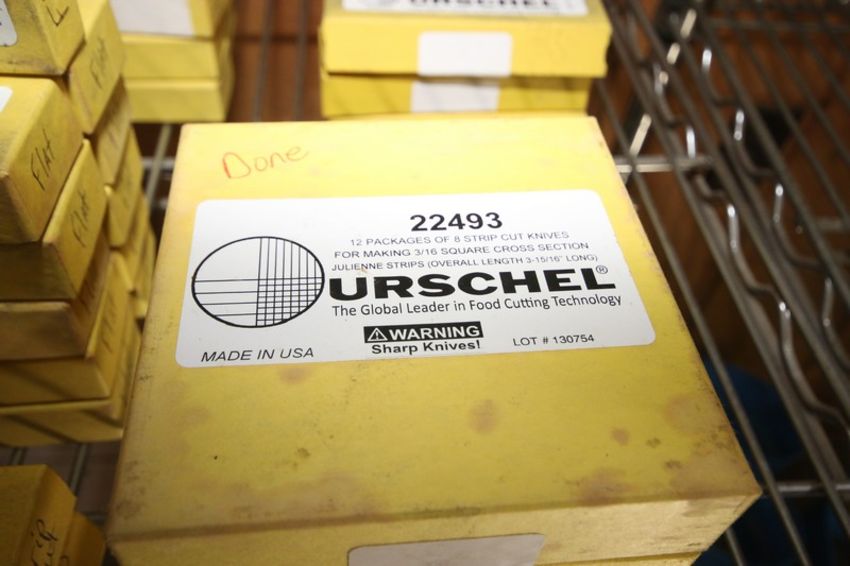 URSCHEL
Flat
Flat
Done
22493
12 PACKAGES OF 8 STRIP CUT KNIVES
FOR MAKING 3/16 SQUARE CROSS SECTION
JULIENNE STRIPS (OVERALL LENGTH 3-15/16" LONG)
URSCHEL®
The Global Leader in Food Cutting Technology
⚠ WARNING
Sharp Knives!
MADE IN USA
LOT # 130754